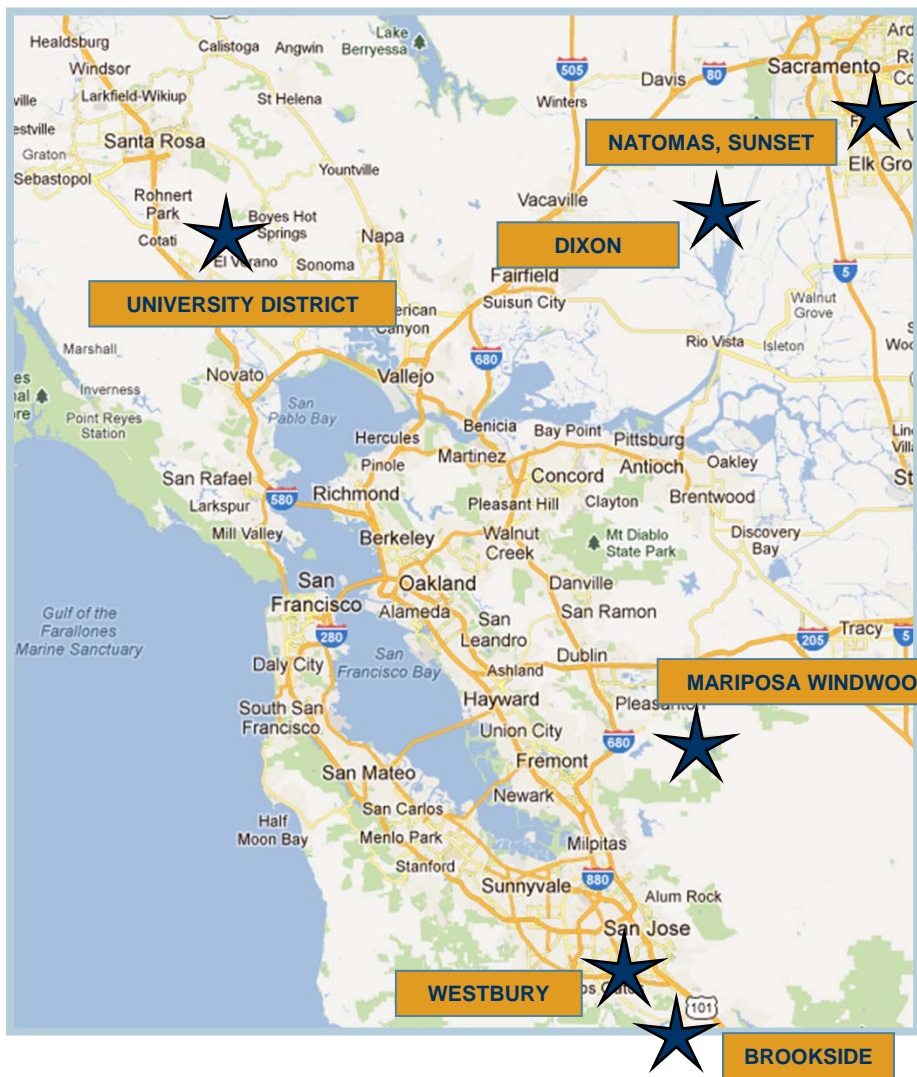 Healdsburg
Calistoga
Angwin
Lake
Berryessa
505
Davis
80
Sacramento
Windsor
Larkfield-Wikiup
St Helena
Winters
Santa Rosa
Graton
Sebastopol
Yountville
NATOMAS, SUNSET
Elk Gro
Rohnert
Park
Boyes Hot
Springs
Vacaville
Cotati
Napa
DIXON
El Verano
Sonoma
Fairfield
5
UNIVERSITY DISTRICT
Suisun City
Walnut
Grove
Canyon
Marshall
680
Rio Vista
Isleton
Novato
Vallejo
Inverness
Point Reyes
Station
San
Pablo Bay
Benicia
Bay Point
Pittsburg
Hercules
Martinez
Antioch
Oakley
San Rafael
Pinole
Concord
580
Richmond
Pleasant Hill
Clayton
Brentwood
Larkspur
Mill Valley
Berkeley
Walnut
Creek
Mt Diablo
State Park
Discovery
Bay
San
Francisco
Oakland
Danville
Gulf of the
Farallones
Marine Sanctuary
Alameda
San
Leandro
San Ramon
280
205
Tracy
5
Daly City
San
Francisco Bay
Ashland
Dublin
MARIPOSA WINDWOO
South San
Francisco
Hayward
Pleasanton
Union City
680
San Mateo
Fremont
San Carlos
Newark
Half
Moon Bay
Menlo Park
Milpitas
Stanford
Sunnyvale
880
Alum Rock
San Jose
WESTBURY
101
BROOKSIDE